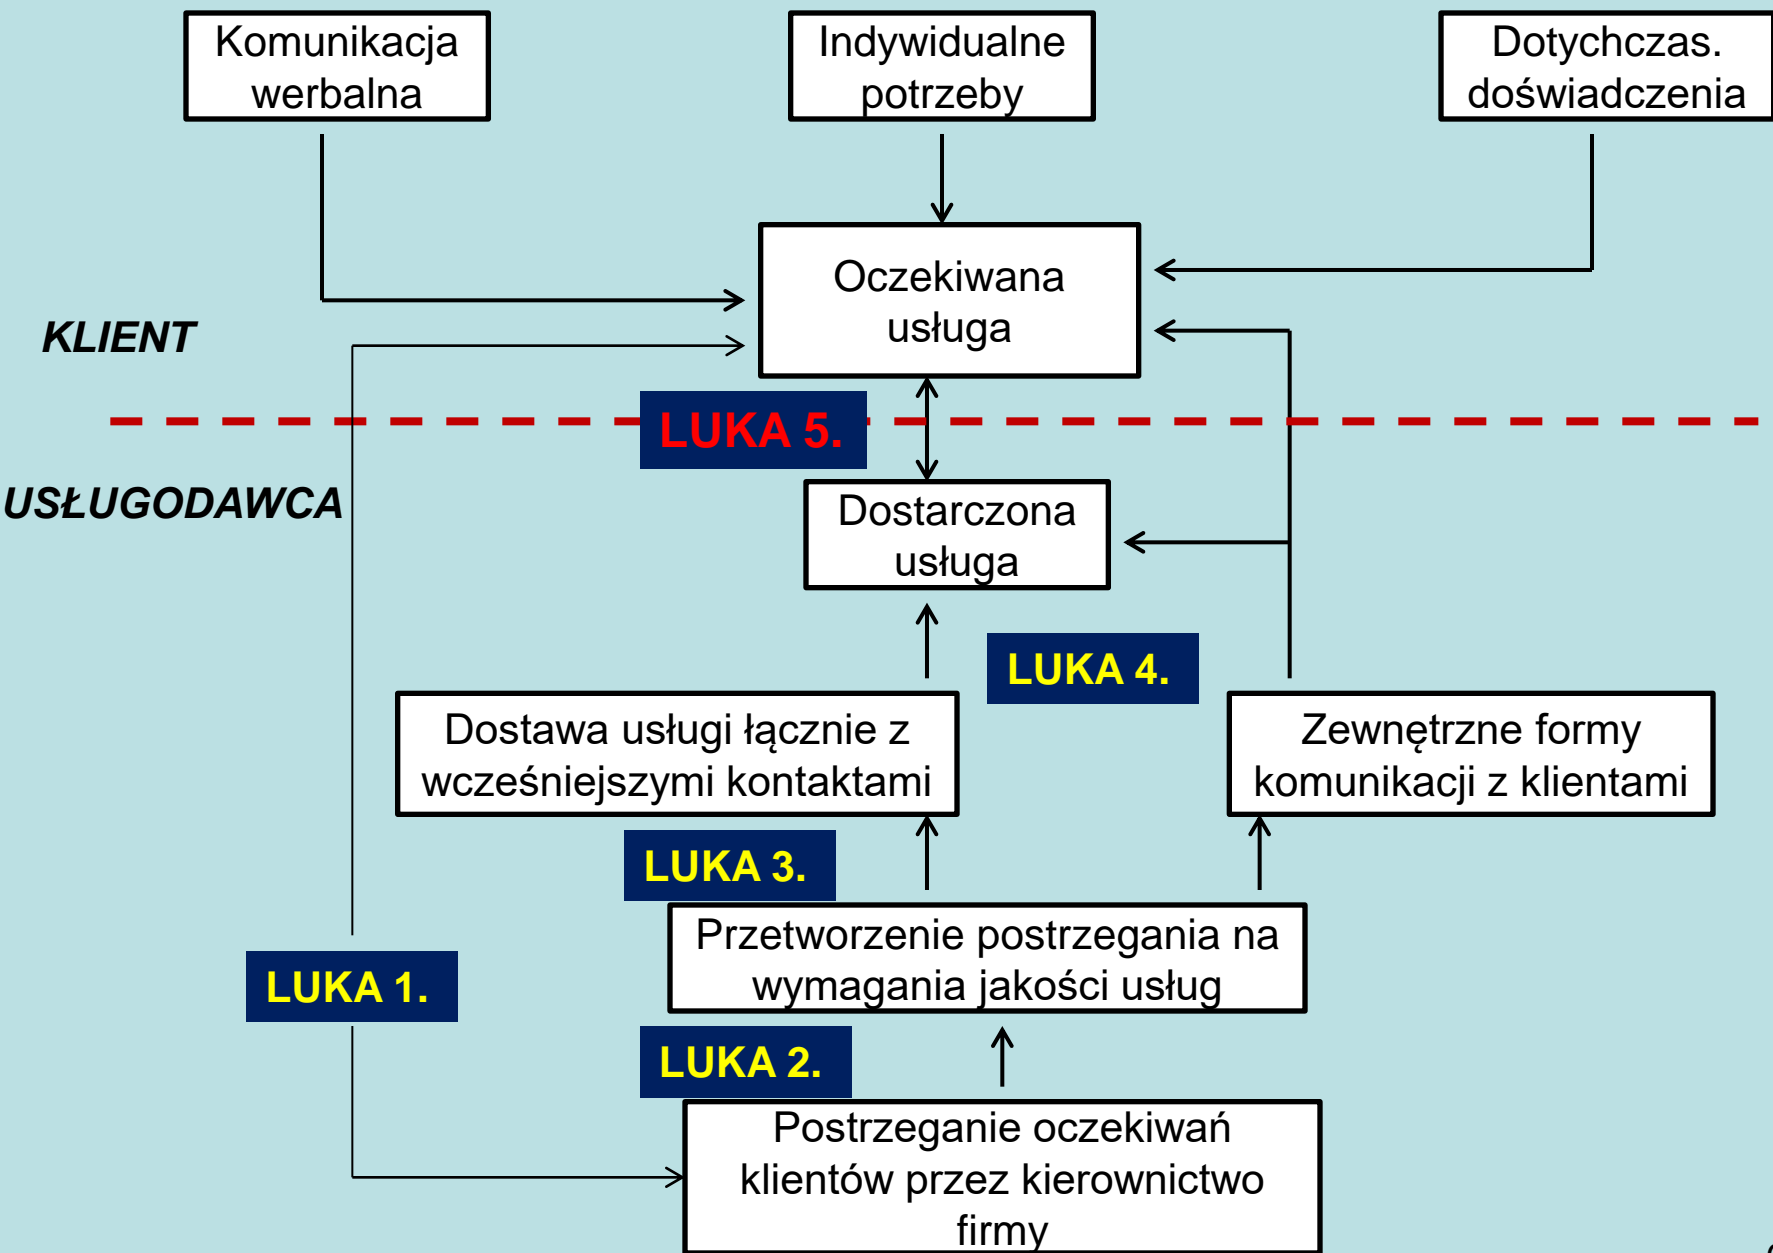 Komunikacja
werbalna
Indywidualne
potrzeby
Dotychczas.
doświadczenia
Oczekiwana
usługa
KLIENT
LUKA 5.
USŁUGODAWCA
Dostarczona
usługa
LUKA 4.
Dostawa usługi łącznie z
wcześniejszymi kontaktami
Zewnętrzne formy
komunikacji z klientami
LUKA 3.
Przetworzenie postrzegania na
wymagania jakości usług
LUKA 1.
LUKA 2.
Postrzeganie oczekiwań
klientów przez kierownictwo
firmy